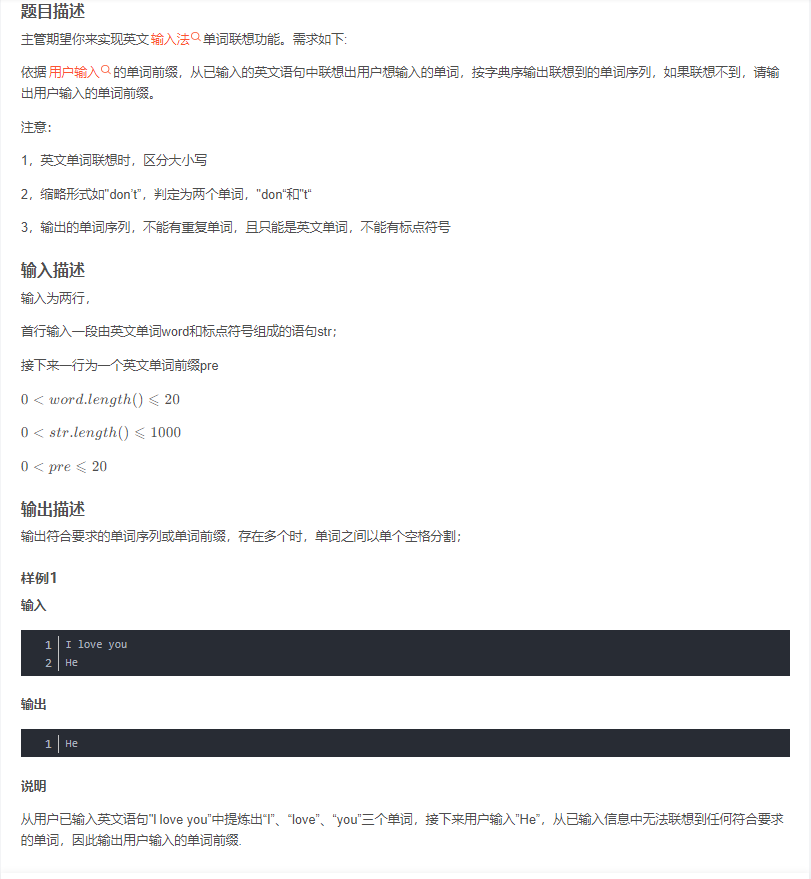 题目描述
主管期望你来实现英文输入法单词联想功能。需求如下:
依据用户输入的单词前缀，从已输入的英文语句中联想出用户想输入的单词，按字典序输出联想到的单词序列，如果联想不到，请输
出用户输入的单词前缀。
注意：
1，英文单词联想时，区分大小写
2，缩略形式如"don't"，判定为两个单词，"don“和"t“
3，输出的单词序列，不能有重复单词，且只能是英文单词，不能有标点符号
输入描述
输入为两行，
首行输入一段由英文单词word和标点符号组成的语句str；
接下来一行为一个英文单词前缀pre
0 < word.length() ⩽ 20
0 < str.length() ⩽ 1000
0 < pre ⩽ 20
输出描述
输出符合要求的单词序列或单词前缀，存在多个时，单词之间以单个空格分割；
样例1
输入
1 I love you
2 He
输出
1 He
说明
从用户已输入英文语句"I love you"中提炼出“I”、“love”、“you”三个单词，接下来用户输入"He"，从已输入信息中无法联想到任何符合要求
的单词，因此输出用户输入的单词前缀.